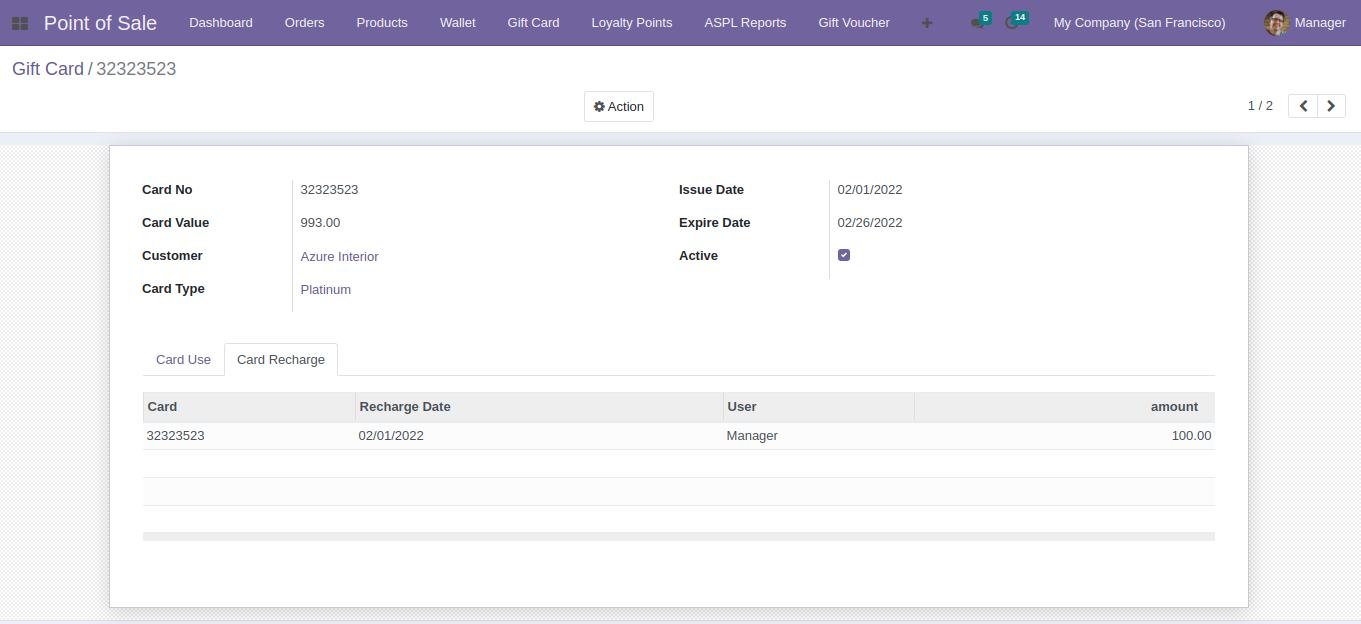 Point of Sale Dashboard Orders Products Wallet Gift Card Loyalty Points ASPL Reports Gift Voucher 5 14 My Company (San Francisco) Manager
Gift Card / 32323523
Action 1 / 2
Card No 32323523 Issue Date 02/01/2022
Card Value 993.00 Expire Date 02/26/2022
Customer Azure Interior Active
Card Type Platinum
Card Use Card Recharge
Card Recharge Date User amount
32323523 02/01/2022 Manager 100.00